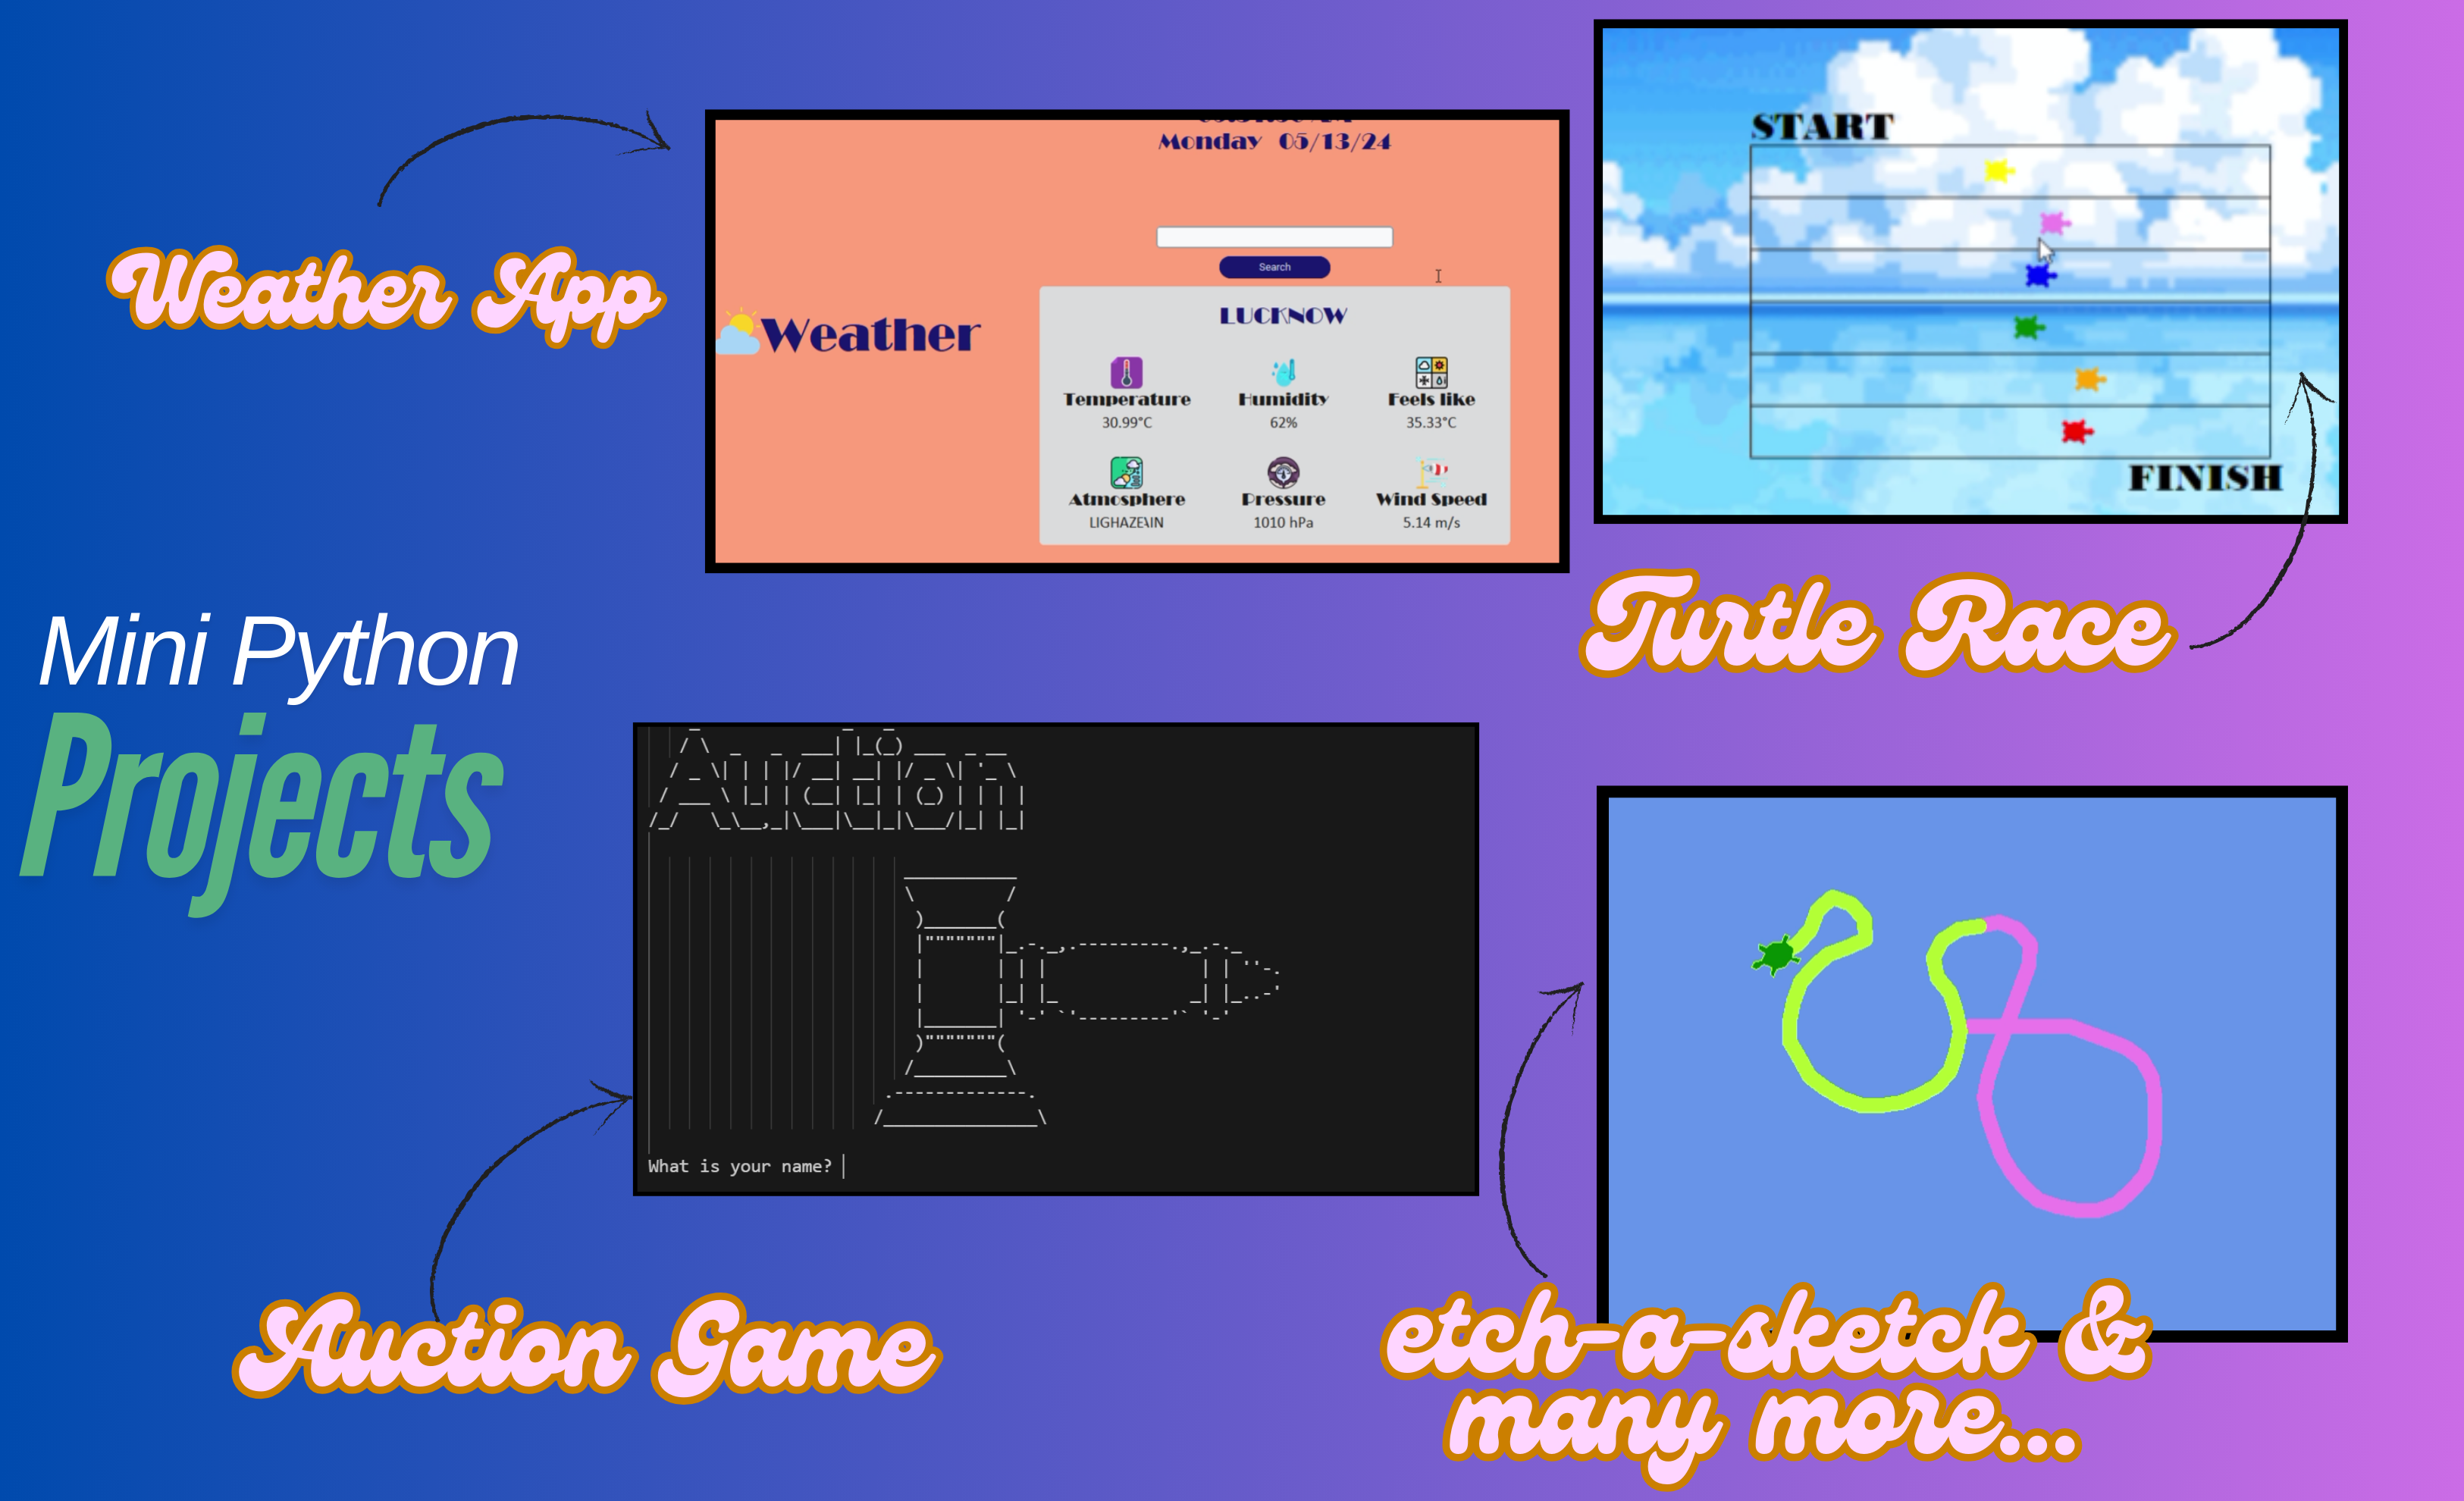 Weather App
Monday 05/13/24
Search
Weather
LUCKNOW
Temperature Humidity Feels like
30.99°C 62% 35.33°C
Atmosphere Pressure Wind Speed
1010 hPa 5.14 m/s
START
FINISH
Turtle Race
Mini Python
Projects
Auction
What is your name?
Auction Game
etch-a-sketck &
many more...